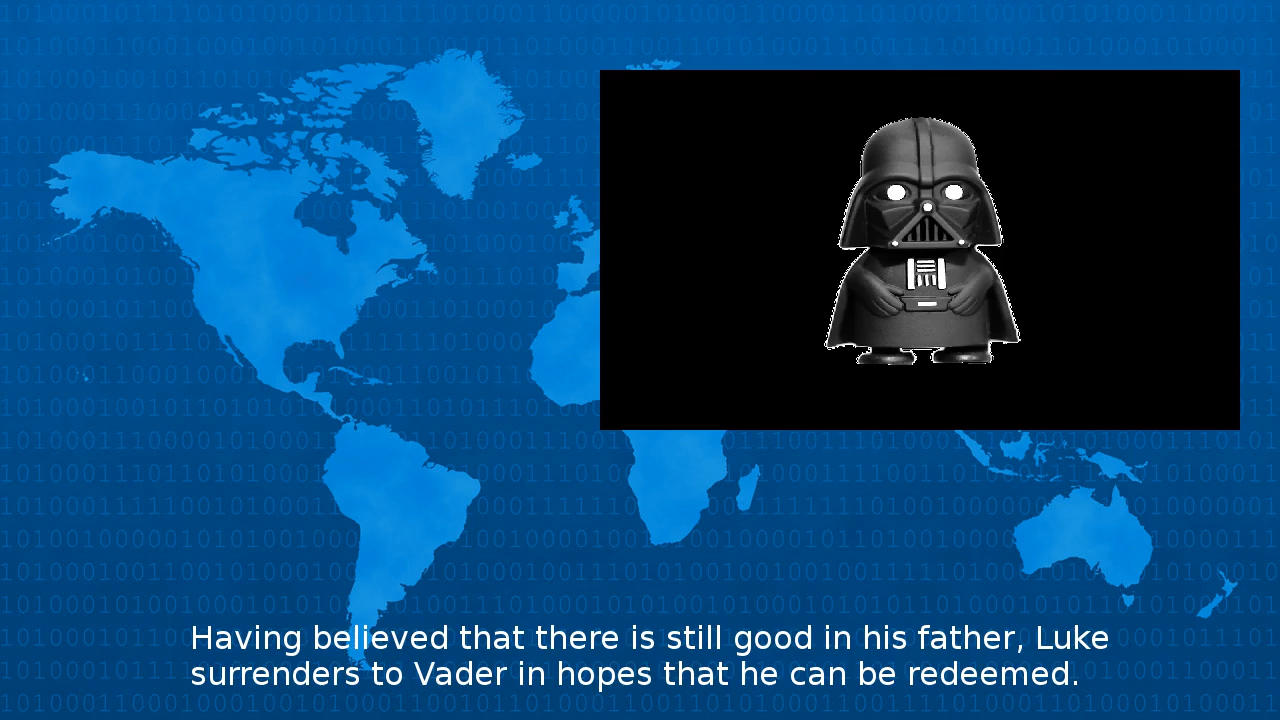 Having believed that there is still good in his father, Luke
surrenders to Vader in hopes that he can be redeemed.